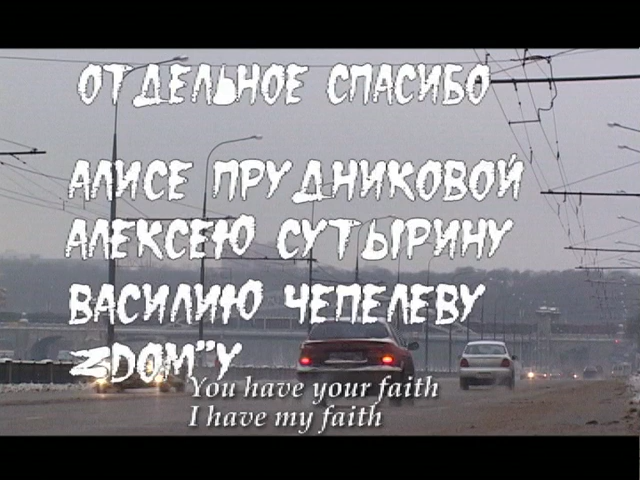 ОТДЕЛЬНОЕ СПАСИБО
АЛИСЕ ПРУДНИКОВОЙ
АЛЕКСЕЮ СУТЫРИНУ
ВАСИЛИЮ ЧЕПЕЛЕВУ
ZDOM"У
You have your faith
I have my faith